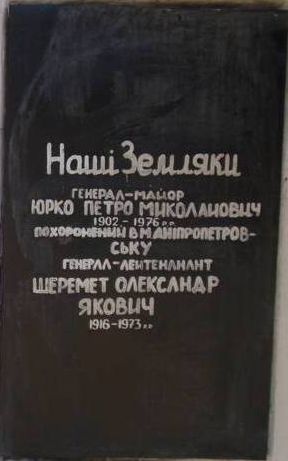 Наші Земляки
ГЕНЕРАЛ-МАЙОР
ЮРКО ПЕТРО МИКОЛАЙОВИЧ
1902 - 1976 р.р
ПОХОРОНЕНИЙ В М ДНІПРОПЕТРОВ-
СЬКУ
ГЕНЕРАЛ-ЛЕЙТЕНАНТ
ШЕРЕМЕТ ОЛЕКСАНДР
ЯКОВИЧ
1916-1973 р.р